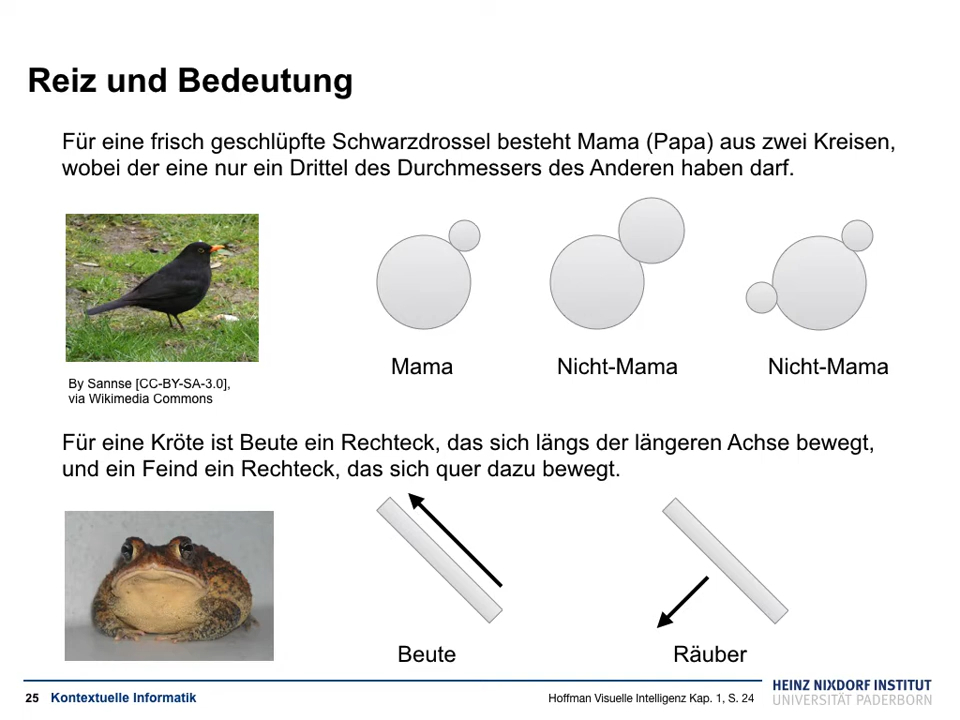 Reiz und Bedeutung
Für eine frisch geschlüpfte Schwarzdrossel besteht Mama (Papa) aus zwei Kreisen,
wobei der eine nur ein Drittel des Durchmessers des Anderen haben darf.
Mama
Nicht-Mama
Nicht-Mama
By Sannse [CC-BY-SA-3.0],
via Wikimedia Commons
Für eine Kröte ist Beute ein Rechteck, das sich längs der längeren Achse bewegt,
und ein Feind ein Rechteck, das sich quer dazu bewegt.
Beute
Räuber
25 Kontextuelle Informatik
Hoffman Visuelle Intelligenz Kap. 1, S. 24
HEINZ NIXDORF INSTITUT
UNIVERSITÄT PADERBORN